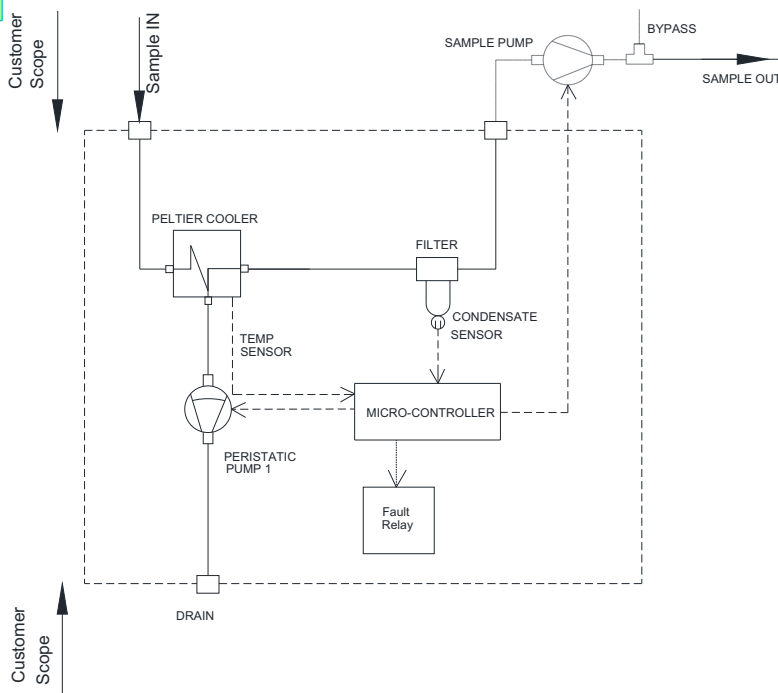 Customer
Scope
Sample IN
SAMPLE PUMP
BYPASS
SAMPLE OUT
PELTIER COOLER
FILTER
CONDENSATE
SENSOR
TEMP
SENSOR
MICRO-CONTROLLER
PERISTATIC
PUMP 1
Fault
Relay
DRAIN
Customer
Scope